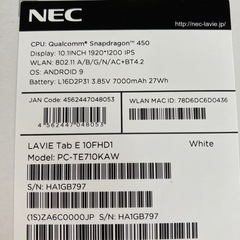 NEC
www.nec-lavie.jp
CPU: Qualcomm® Snapdragon™ 450
Display: 10.1INCH 1920*1200 IPS
WLAN: 802.11 A/B/G/N/AC+BT4.2
OS: ANDROID 9
Battery: L16D2P31 3.85V 7000mAh 27Wh
JAN Code: 4562447048053
WLAN MAC ID: 78D6DC6D0436
4 562447 048053
LAVIE Tab E 10FHD1
White
Model: PC-TE710KAW
S/N: HA1GB797
(1S)ZA6C0000JP
S/N: HA1GB797